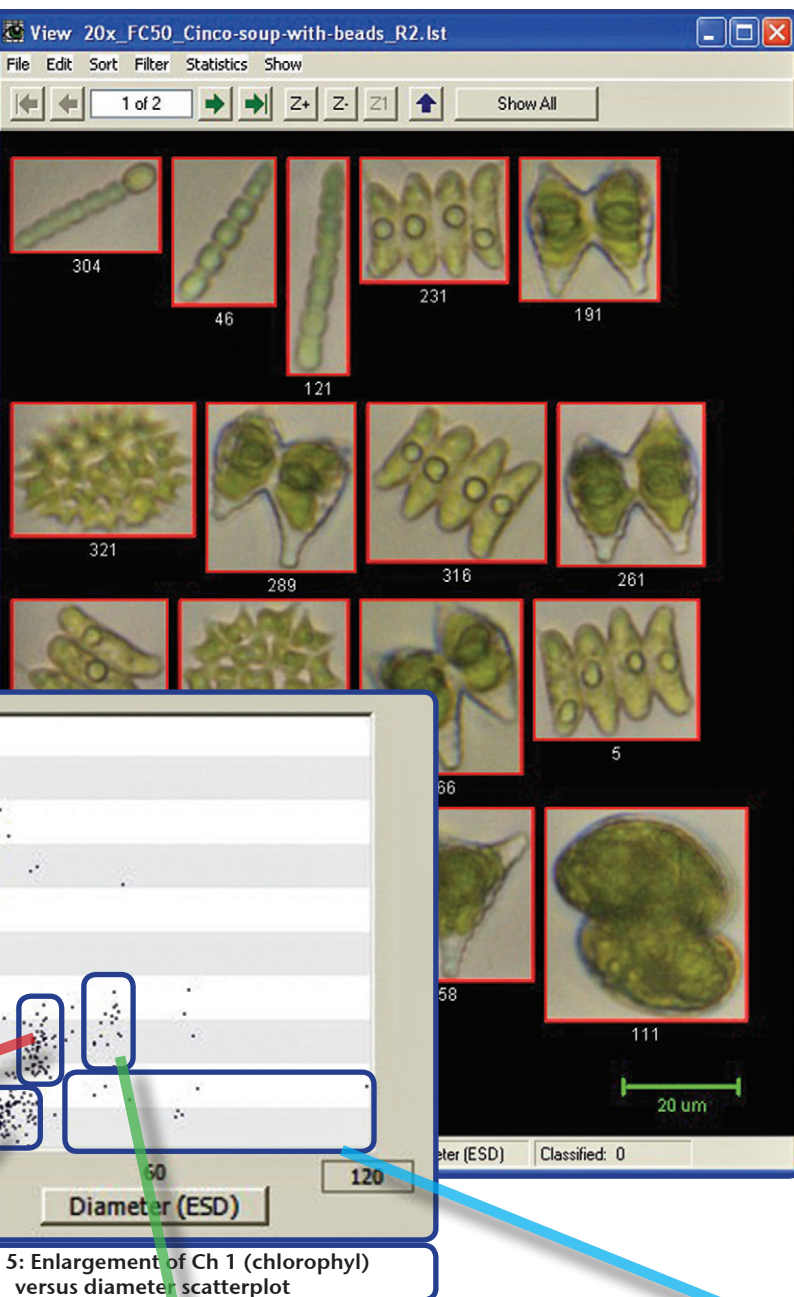 View 20x_FC50_Cinco-soup-with-beads_R2.lst
File Edit Sort Filter Statistics Show
1 of 2 Z+ Z- Z1 Show All
304
46
121
231
191
321
289
316
261
5
66
58
111
20 um
eter (ESD) Classified: 0
60
120
Diameter (ESD)
5: Enlargement of Ch 1 (chlorophyl)
versus diameter scatterplot